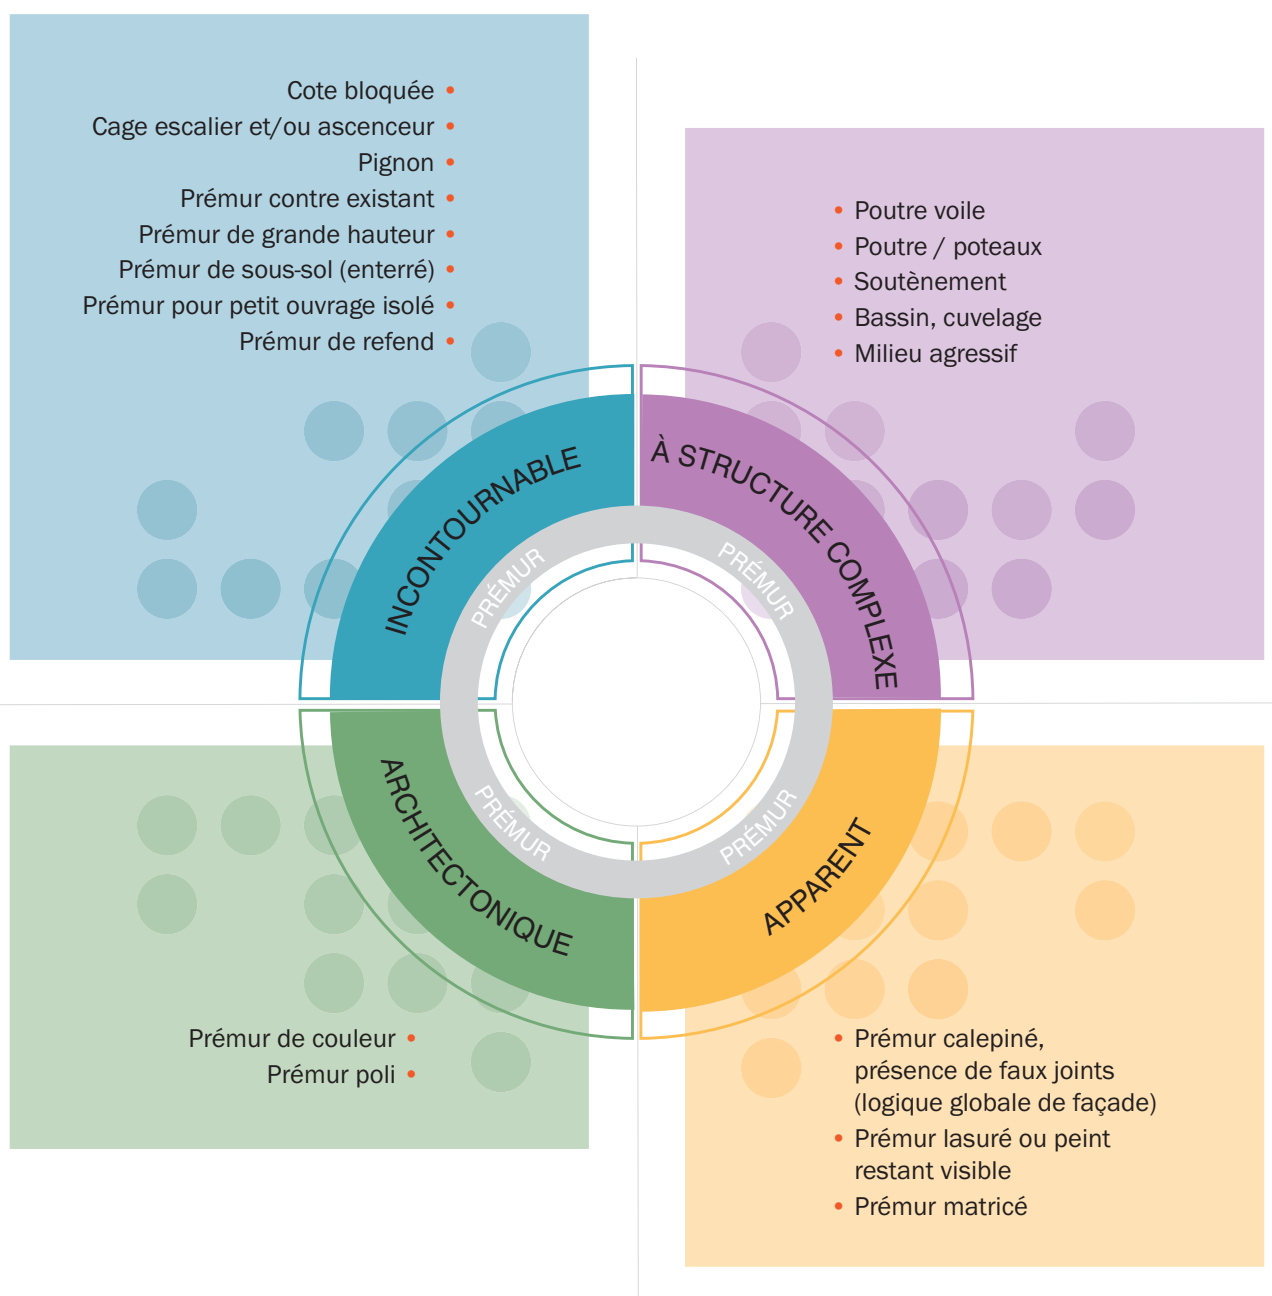 Cote bloquée
Cage escalier et/ou ascenceur
Pignon
Prémur contre existant
Prémur de grande hauteur
Prémur de sous-sol (enterré)
Prémur pour petit ouvrage isolé
Prémur de refend
Poutre voile
Poutre / poteaux
Soutènement
Bassin, cuvelage
Milieu agressif
INCONTOURNABLE
PRÉMUR
À STRUCTURE COMPLEXE
PRÉMUR
ARCHITECTONIQUE
PRÉMUR
APPARENT
PRÉMUR
Prémur de couleur
Prémur poli
Prémur calepiné,
présence de faux joints
(logique globale de façade)
Prémur lasuré ou peint
restant visible
Prémur matricé